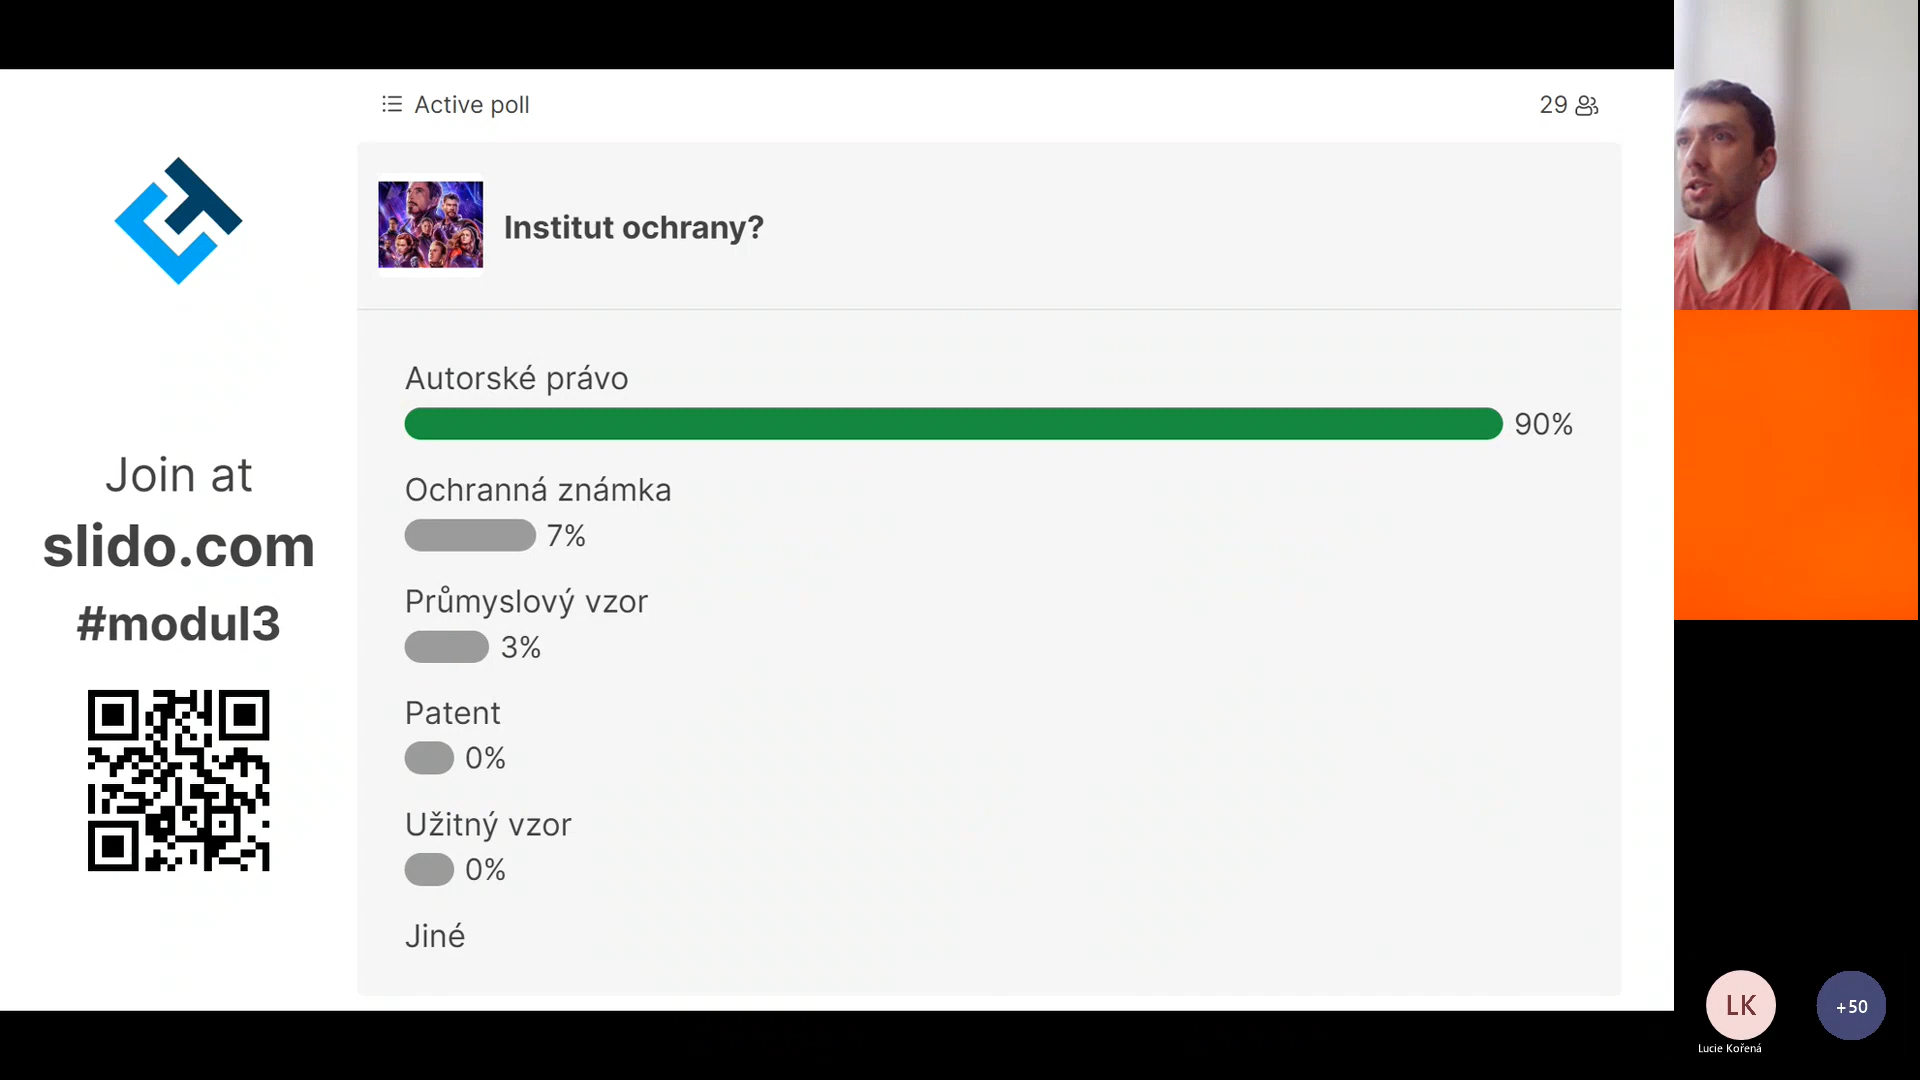 Active poll
29
Institut ochrany?
Autorské právo
90%
Ochranná známka
7%
Průmyslový vzor
3%
Patent
0%
Užitný vzor
0%
Jiné
Join at
slido.com
#modul3
LK
Lucie Kořená
+50